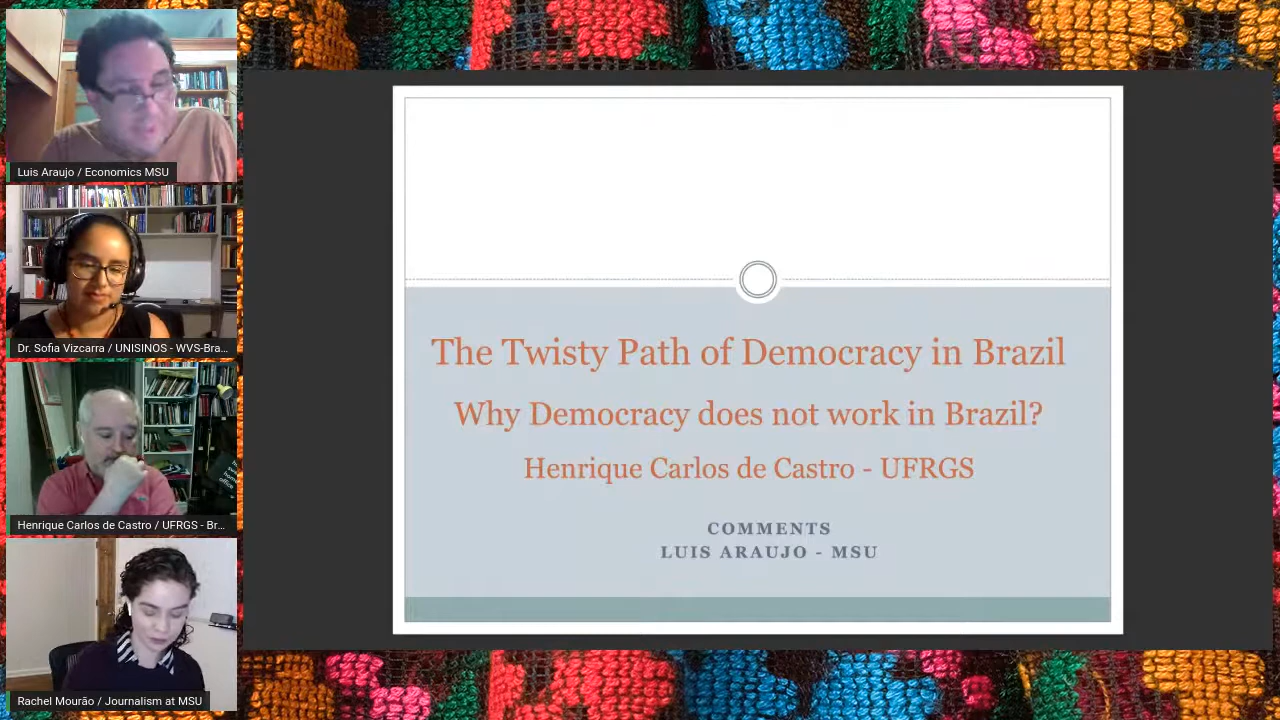 Luis Araujo / Economics MSU
Dr. Sofia Vizcarra / UNISINOS - WVS-Bra...
Henrique Carlos de Castro / UFRGS - Br...
Rachel Mourão / Journalism at MSU
The Twisty Path of Democracy in Brazil
Why Democracy does not work in Brazil?
Henrique Carlos de Castro - UFRGS
COMMENTS
LUIS ARAUJO - MSU